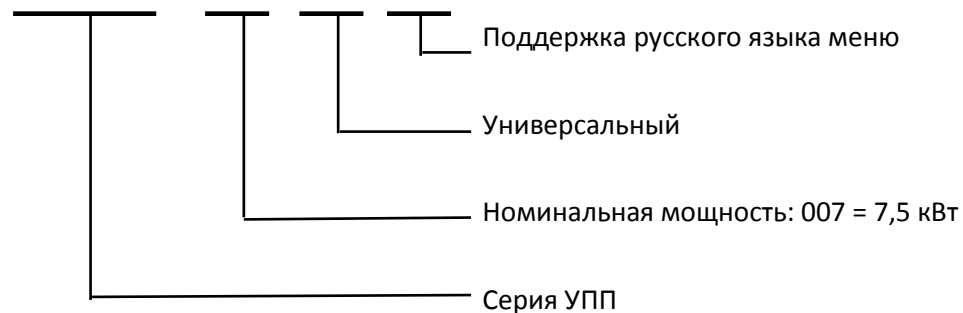 Поддержка русского языка меню
Универсальный
Номинальная мощность: 007 = 7,5 кВт
Серия УПП